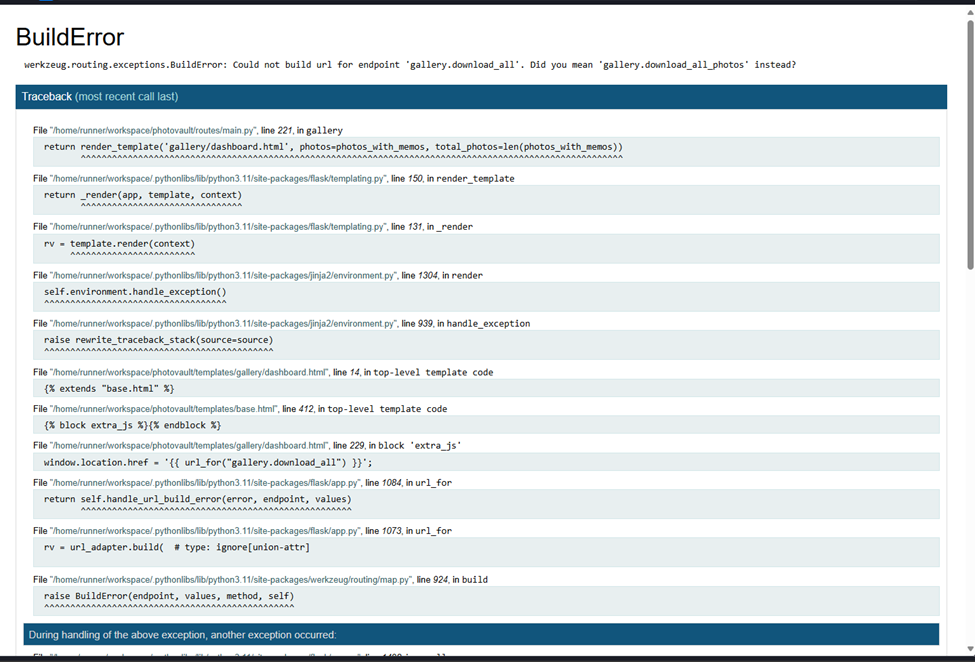 BuildError
werkzeug.routing.exceptions.BuildError: Could not build url for endpoint 'gallery.download_all'. Did you mean 'gallery.download_all_photos' instead?
Traceback (most recent call last)
File "/home/runner/workspace/photovault/routes/main.py", line 221, in gallery
return render_template('gallery/dashboard.html', photos=photos_with_memos, total_photos=len(photos_with_memos))
^^^^^^^^^^^^^^^^^^^^^^^^^^^^^^^^^^^^^^^^^^^^^^^^^^^^^^^^^^^^^^^^^^^^^^^^^^^^^^^^^^^^^^^^^^^^^^^^^^^^^^^^
File "/home/runner/workspace/.pythonlibs/lib/python3.11/site-packages/flask/templating.py", line 150, in render_template
return _render(app, template, context)
^^^^^^^^^^^^^^^^^^^^^^^^^^^^^^^
File "/home/runner/workspace/.pythonlibs/lib/python3.11/site-packages/flask/templating.py", line 131, in _render
rv = template.render(context)
^^^^^^^^^^^^^^^^^^^^^^^^
File "/home/runner/workspace/.pythonlibs/lib/python3.11/site-packages/jinja2/environment.py", line 1304, in render
self.environment.handle_exception()
^^^^^^^^^^^^^^^^^^^^^^^^^^^^^^^^^^^
File "/home/runner/workspace/.pythonlibs/lib/python3.11/site-packages/jinja2/environment.py", line 939, in handle_exception
raise rewrite_traceback_stack(source=source)
^^^^^^^^^^^^^^^^^^^^^^^^^^^^^^^^^^^^^^^^^^^^
File "/home/runner/workspace/photovault/templates/gallery/dashboard.html", line 14, in top-level template code
{% extends "base.html" %}
File "/home/runner/workspace/photovault/templates/base.html", line 412, in top-level template code
{% block extra_js %}{% endblock %}
File "/home/runner/workspace/photovault/templates/gallery/dashboard.html", line 229, in block 'extra_js'
window.location.href = '{{ url_for("gallery.download_all") }}';
File "/home/runner/workspace/.pythonlibs/lib/python3.11/site-packages/flask/app.py", line 1084, in url_for
return self.handle_url_build_error(error, endpoint, values)
^^^^^^^^^^^^^^^^^^^^^^^^^^^^^^^^^^^^^^^^^^^^^^^^^^^^
File "/home/runner/workspace/.pythonlibs/lib/python3.11/site-packages/flask/app.py", line 1073, in url_for
rv = url_adapter.build(  # type: ignore[union-attr]
File "/home/runner/workspace/.pythonlibs/lib/python3.11/site-packages/werkzeug/routing/map.py", line 924, in build
raise BuildError(endpoint, values, method, self)
^^^^^^^^^^^^^^^^^^^^^^^^^^^^^^^^^^^^^^^^^^^^^^^^
During handling of the above exception, another exception occurred: